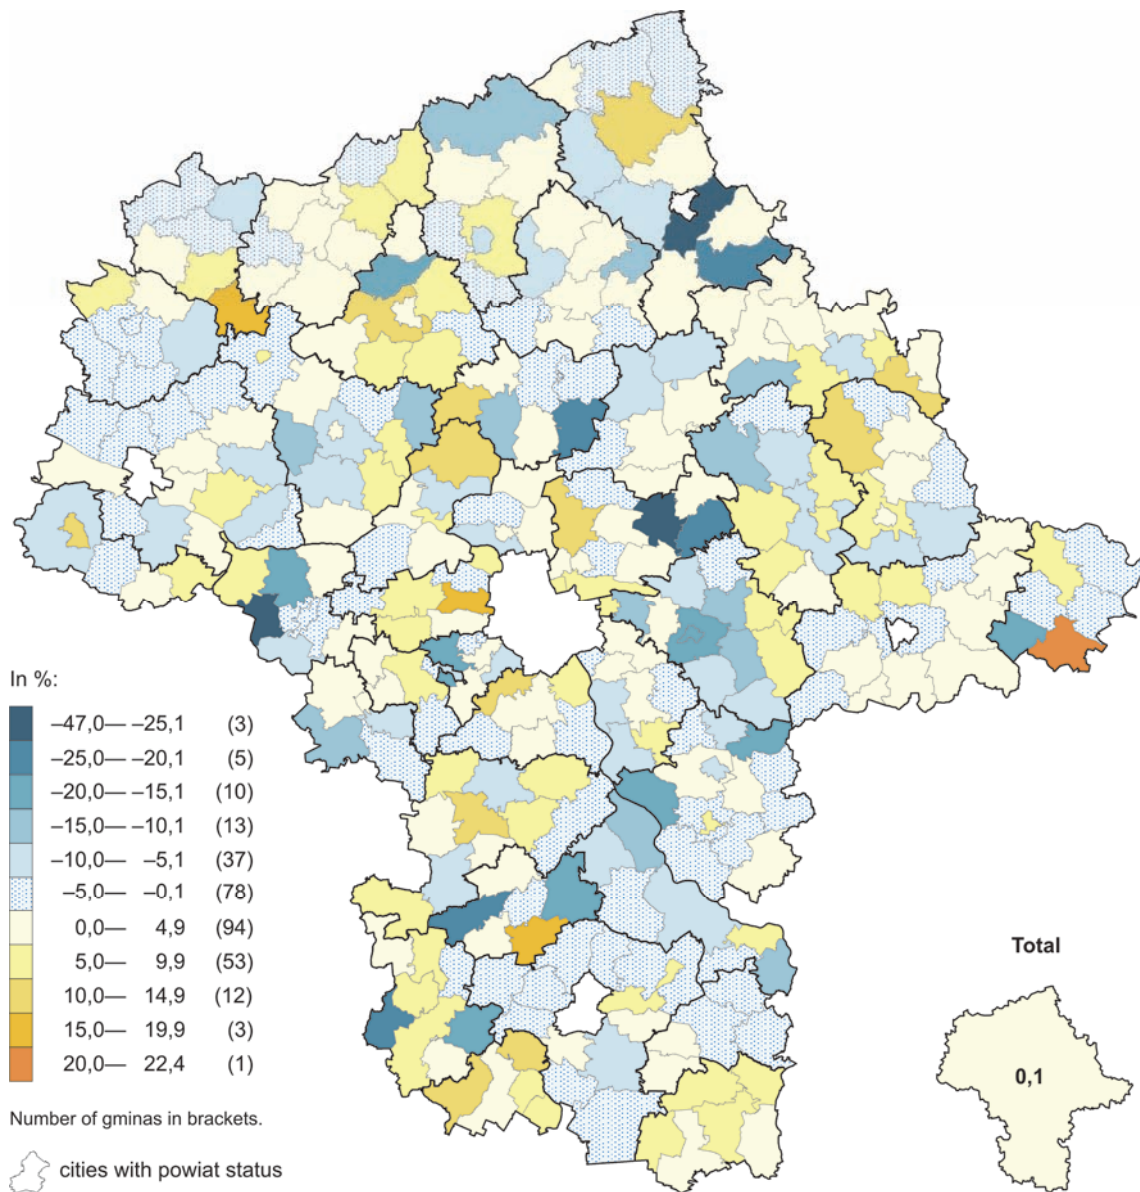 In %:
–47,0— –25,1 (3)
–25,0— –20,1 (5)
–20,0— –15,1 (10)
–15,0— –10,1 (13)
–10,0— –5,1 (37)
–5,0— –0,1 (78)
0,0— 4,9 (94)
5,0— 9,9 (53)
10,0— 14,9 (12)
15,0— 19,9 (3)
20,0— 22,4 (1)
Number of gminas in brackets.
cities with powiat status
Total
0,1